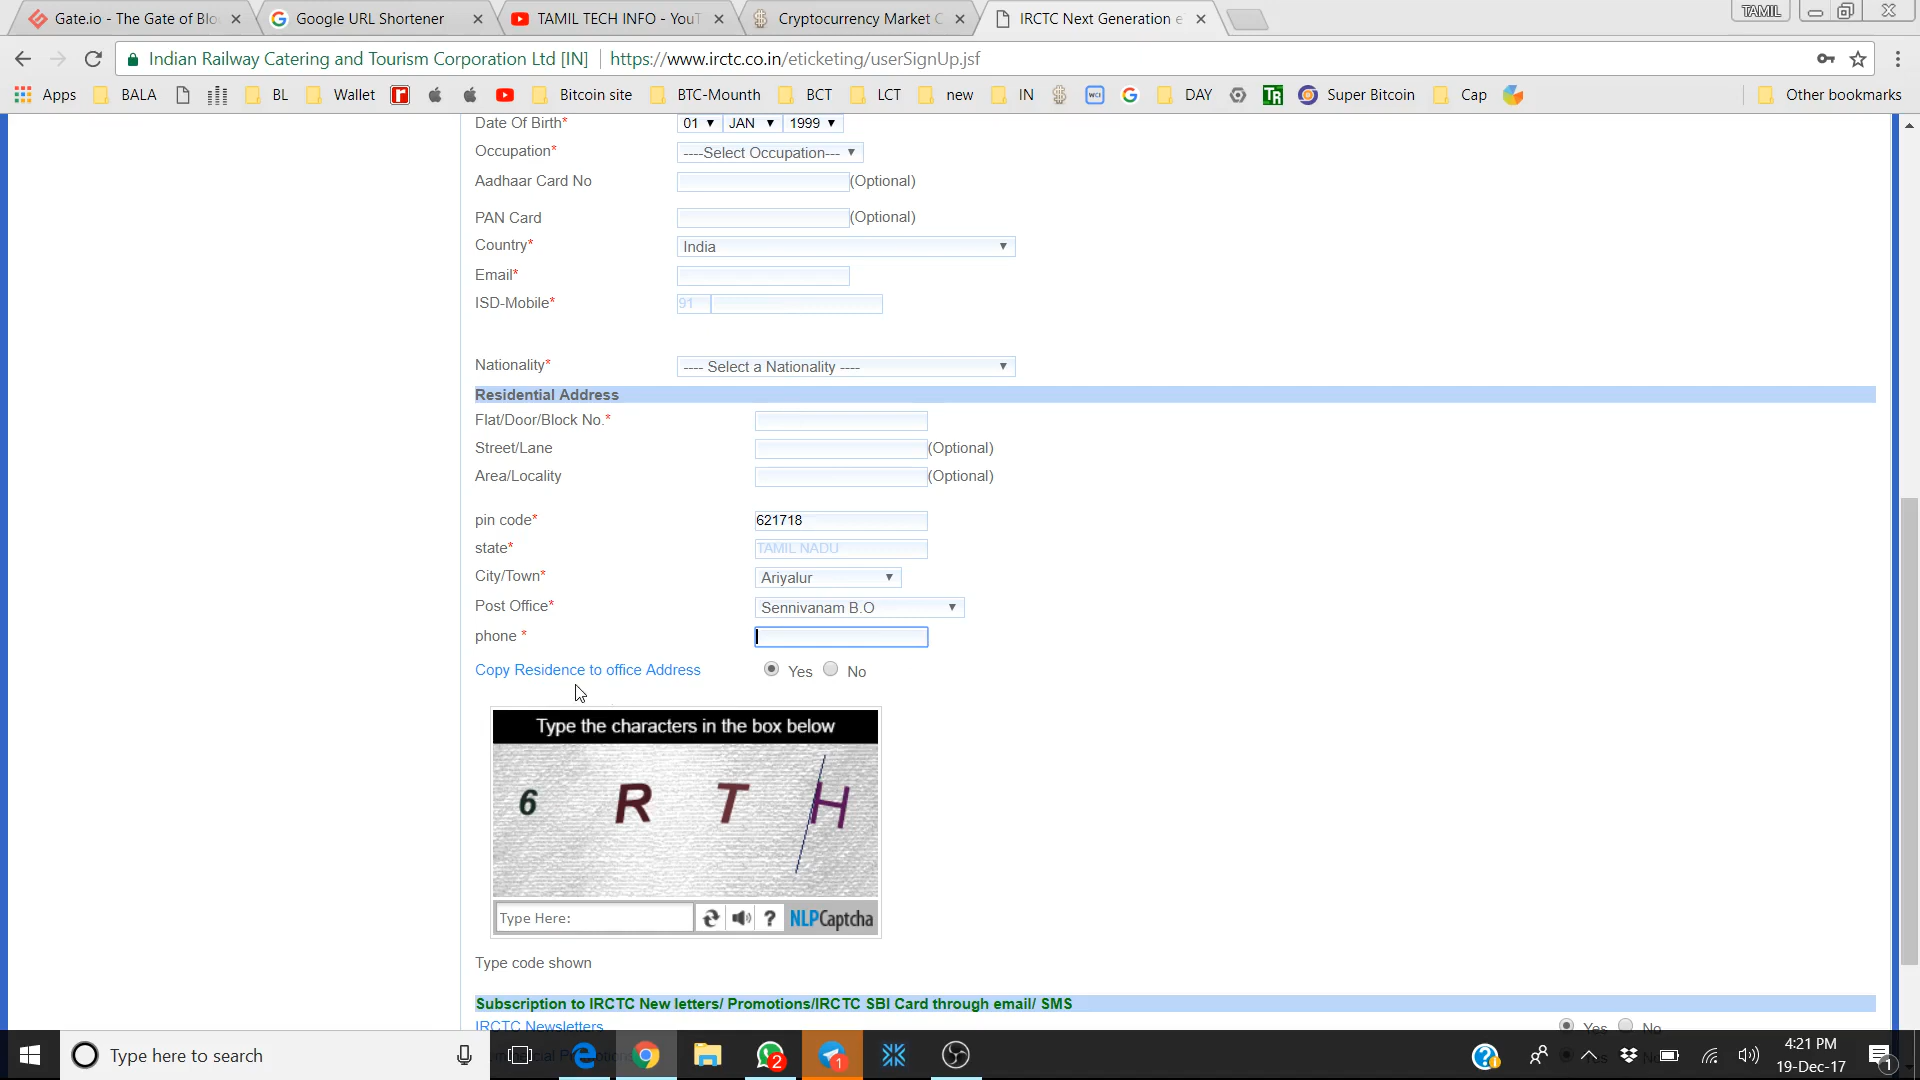 Gate.io - The Gate of Blo
Google URL Shortener
TAMIL TECH INFO - YouT
Cryptocurrency Market C
IRCTC Next Generation e
TAMIL
Indian Railway Catering and Tourism Corporation Ltd [IN]
https://www.irctc.co.in/eticketing/userSignUp.jsf
Apps
BALA
BL
Wallet
Bitcoin site
BTC-Mounth
BCT
LCT
new
IN
WCI
DAY
TR
Super Bitcoin
Cap
Other bookmarks
Date Of Birth* 01 JAN 1999
Occupation* ----Select Occupation---
Aadhaar Card No (Optional)
PAN Card (Optional)
Country* India
Email*
ISD-Mobile* 91
Nationality* ---- Select a Nationality ----
Residential Address
Flat/Door/Block No.*
Street/Lane (Optional)
Area/Locality (Optional)
pin code* 621718
state* TAMIL NADU
City/Town* Ariyalur
Post Office* Sennivanam B.O
phone *
Copy Residence to office Address Yes No
Type the characters in the box below
6 R T H
Type Here: ? NLPCaptcha
Type code shown
Subscription to IRCTC New letters/ Promotions/IRCTC SBI Card through email/ SMS
IRCTC Newsletters Yes No
Type here to search
2
1
4:21 PM
19-Dec-17
1